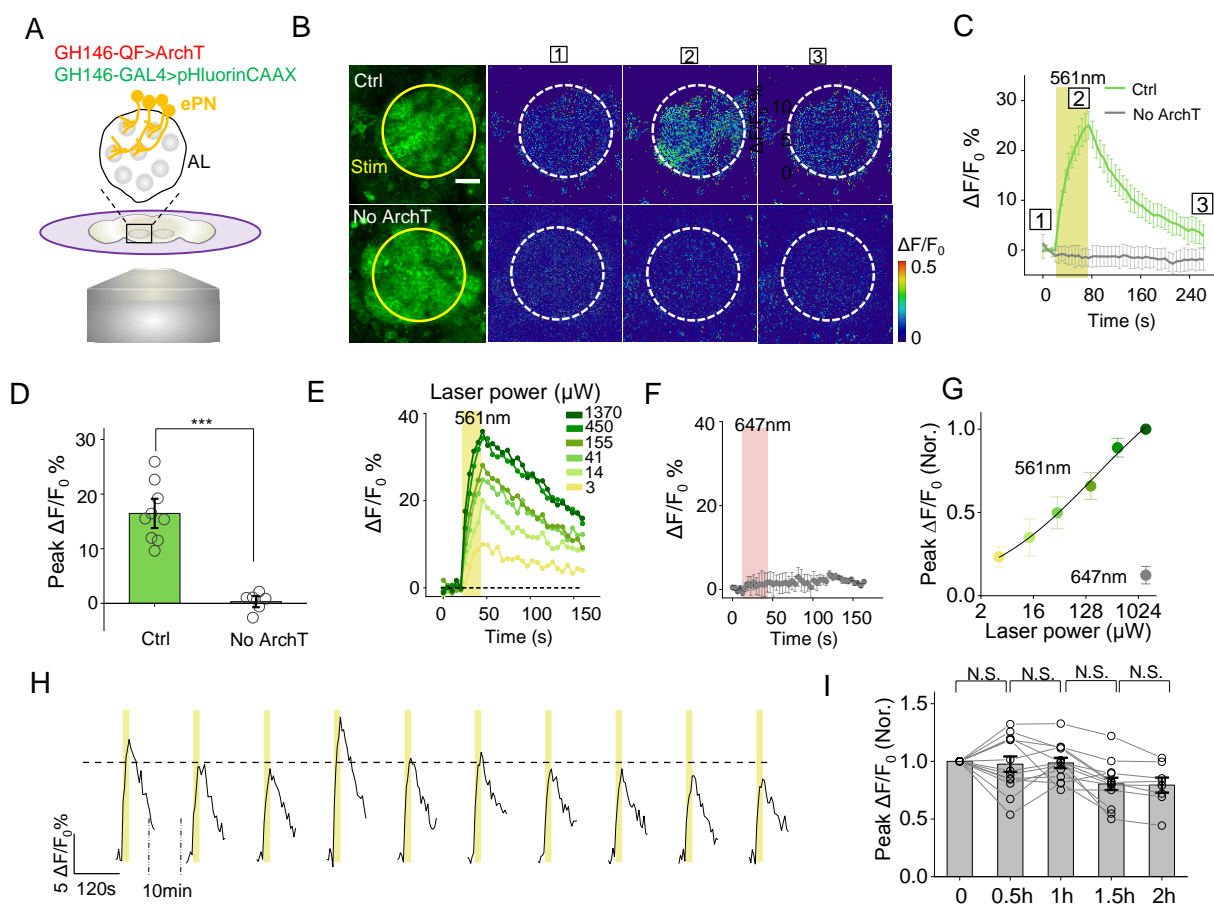 A
GH146-QF>ArchT
GH146-GAL4>pHluorinCAAX
ePN
AL
B
1
2
3
Ctrl
Stim
ΔF/F0 %
10
5
0
No ArchT
ΔF/F0
0.5
0
C
561nm
Ctrl
No ArchT
ΔF/F0 %
30
20
10
0
1
2
3
0
80
160
240
Time (s)
D
Peak ΔF/F0 %
30
20
10
0
***
Ctrl
No ArchT
E
Laser power (µW)
561nm
1370
450
155
41
14
3
ΔF/F0 %
40
20
0
0
50
100
150
Time (s)
F
647nm
ΔF/F0 %
40
20
0
0
50
100
150
Time (s)
G
Peak ΔF/F0 (Nor.)
1.0
0.5
0.0
561nm
647nm
2
16
128
1024
Laser power (µW)
H
5 ΔF/F0%
120s
10min
I
N.S.
N.S.
N.S.
N.S.
Peak ΔF/F0 (Nor.)
1.5
1.0
0.5
0.0
0
0.5h
1h
1.5h
2h